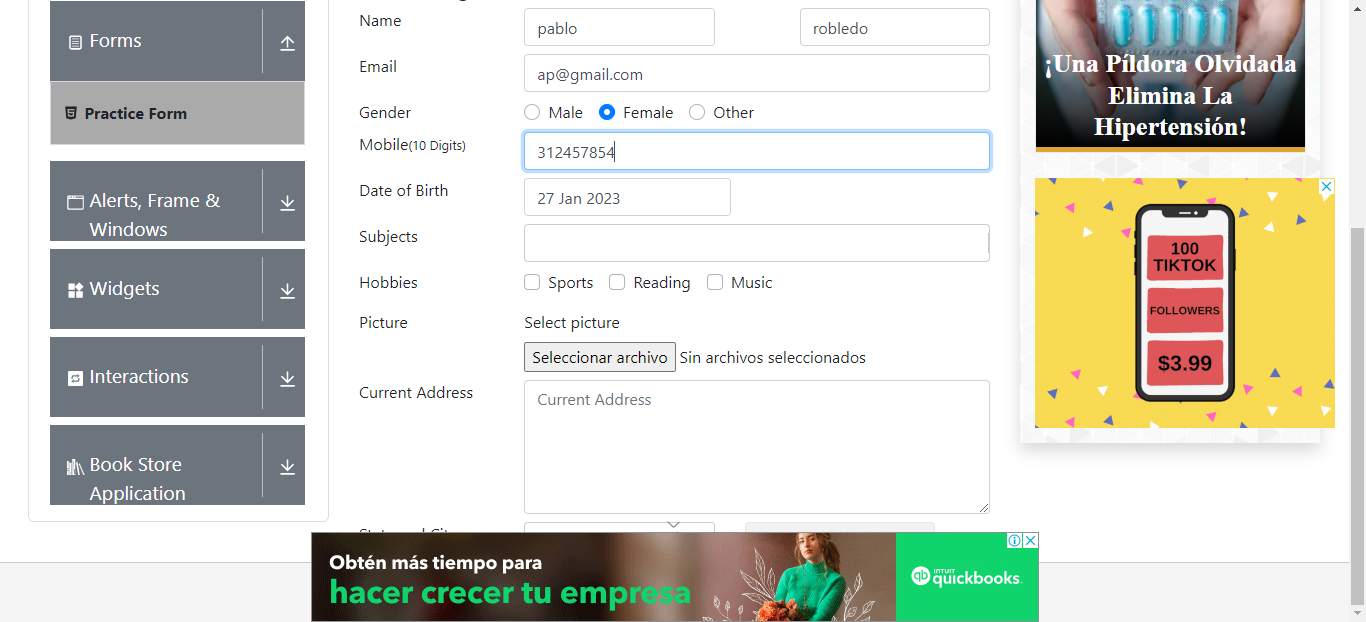 Forms
Practice Form
Alerts, Frame &
Windows
Widgets
Interactions
Book Store
Application
Name
pablo
robledo
Email
ap@gmail.com
Gender
Male
Female
Other
Mobile(10 Digits)
312457854
Date of Birth
27 Jan 2023
Subjects
Hobbies
Sports
Reading
Music
Picture
Select picture
Seleccionar archivo
Sin archivos seleccionados
Current Address
Current Address
¡Una Píldora Olvidada
Elimina La
Hipertensión!
100
TIKTOK
FOLLOWERS
$3.99
Obtén más tiempo para
hacer crecer tu empresa
qb
INTUIT
quickbooks.